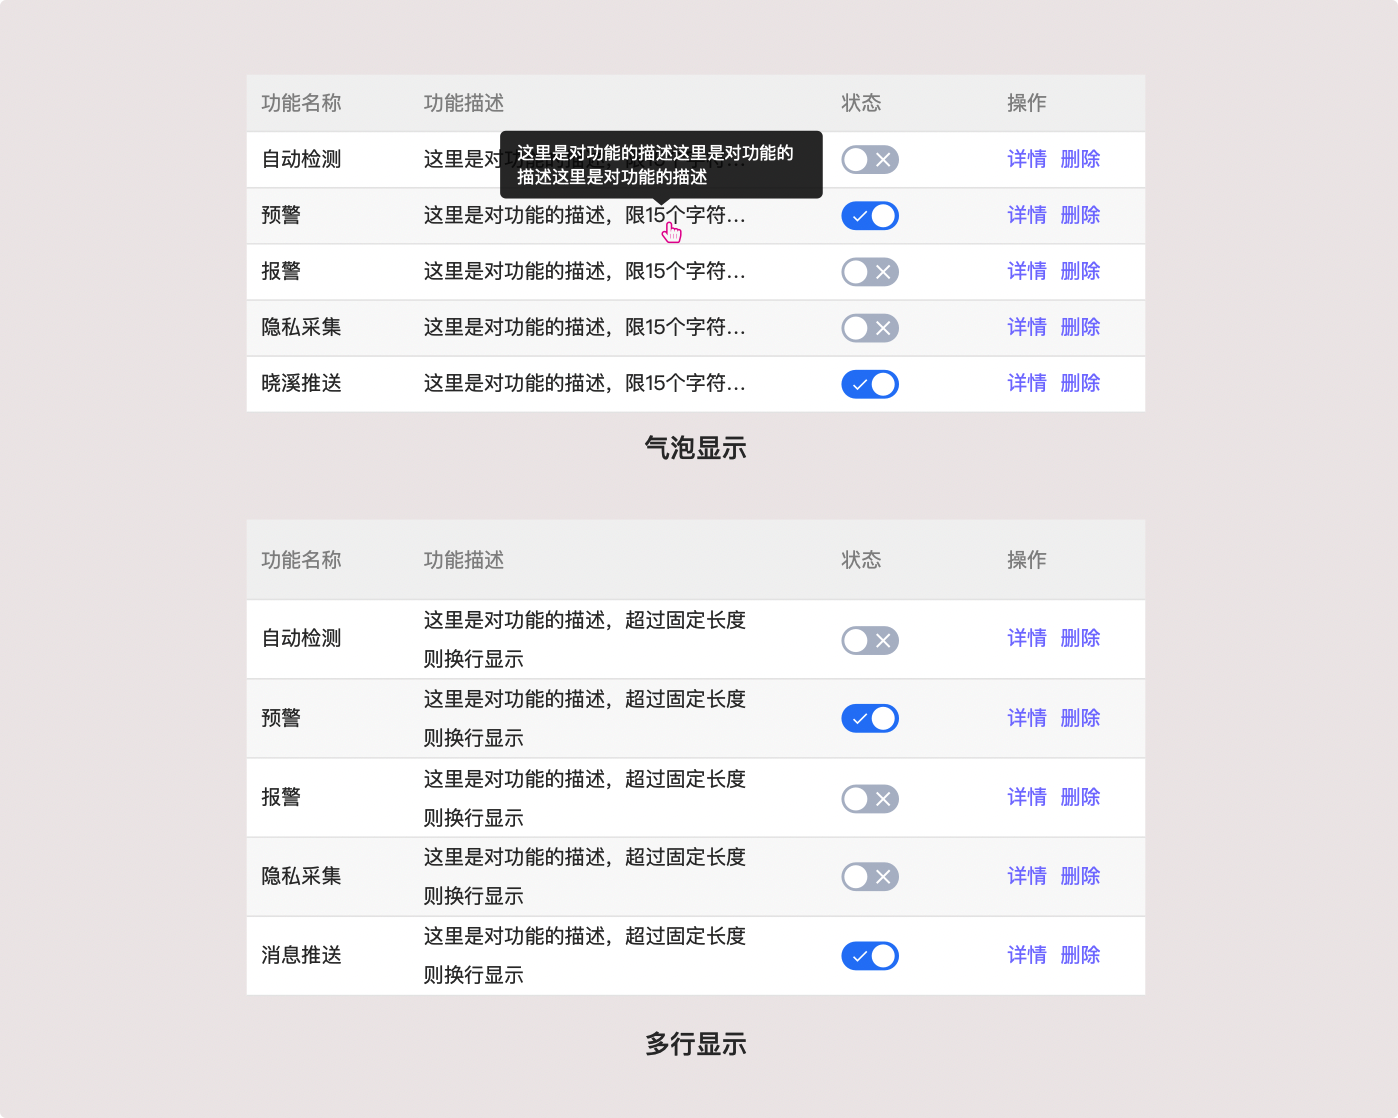 功能名称 功能描述 状态 操作
自动检测 这里是对 详情 删除
这里是对功能的描述这里是对功能的
描述这里是对功能的描述
预警 这里是对功能的描述，限15个字符... 详情 删除
报警 这里是对功能的描述，限15个字符... 详情 删除
隐私采集 这里是对功能的描述，限15个字符... 详情 删除
晓溪推送 这里是对功能的描述，限15个字符... 详情 删除
气泡显示
功能名称 功能描述 状态 操作
自动检测 这里是对功能的描述，超过固定长度 详情 删除
则换行显示
预警 这里是对功能的描述，超过固定长度 详情 删除
则换行显示
报警 这里是对功能的描述，超过固定长度 详情 删除
则换行显示
隐私采集 这里是对功能的描述，超过固定长度 详情 删除
则换行显示
消息推送 这里是对功能的描述，超过固定长度 详情 删除
则换行显示
多行显示